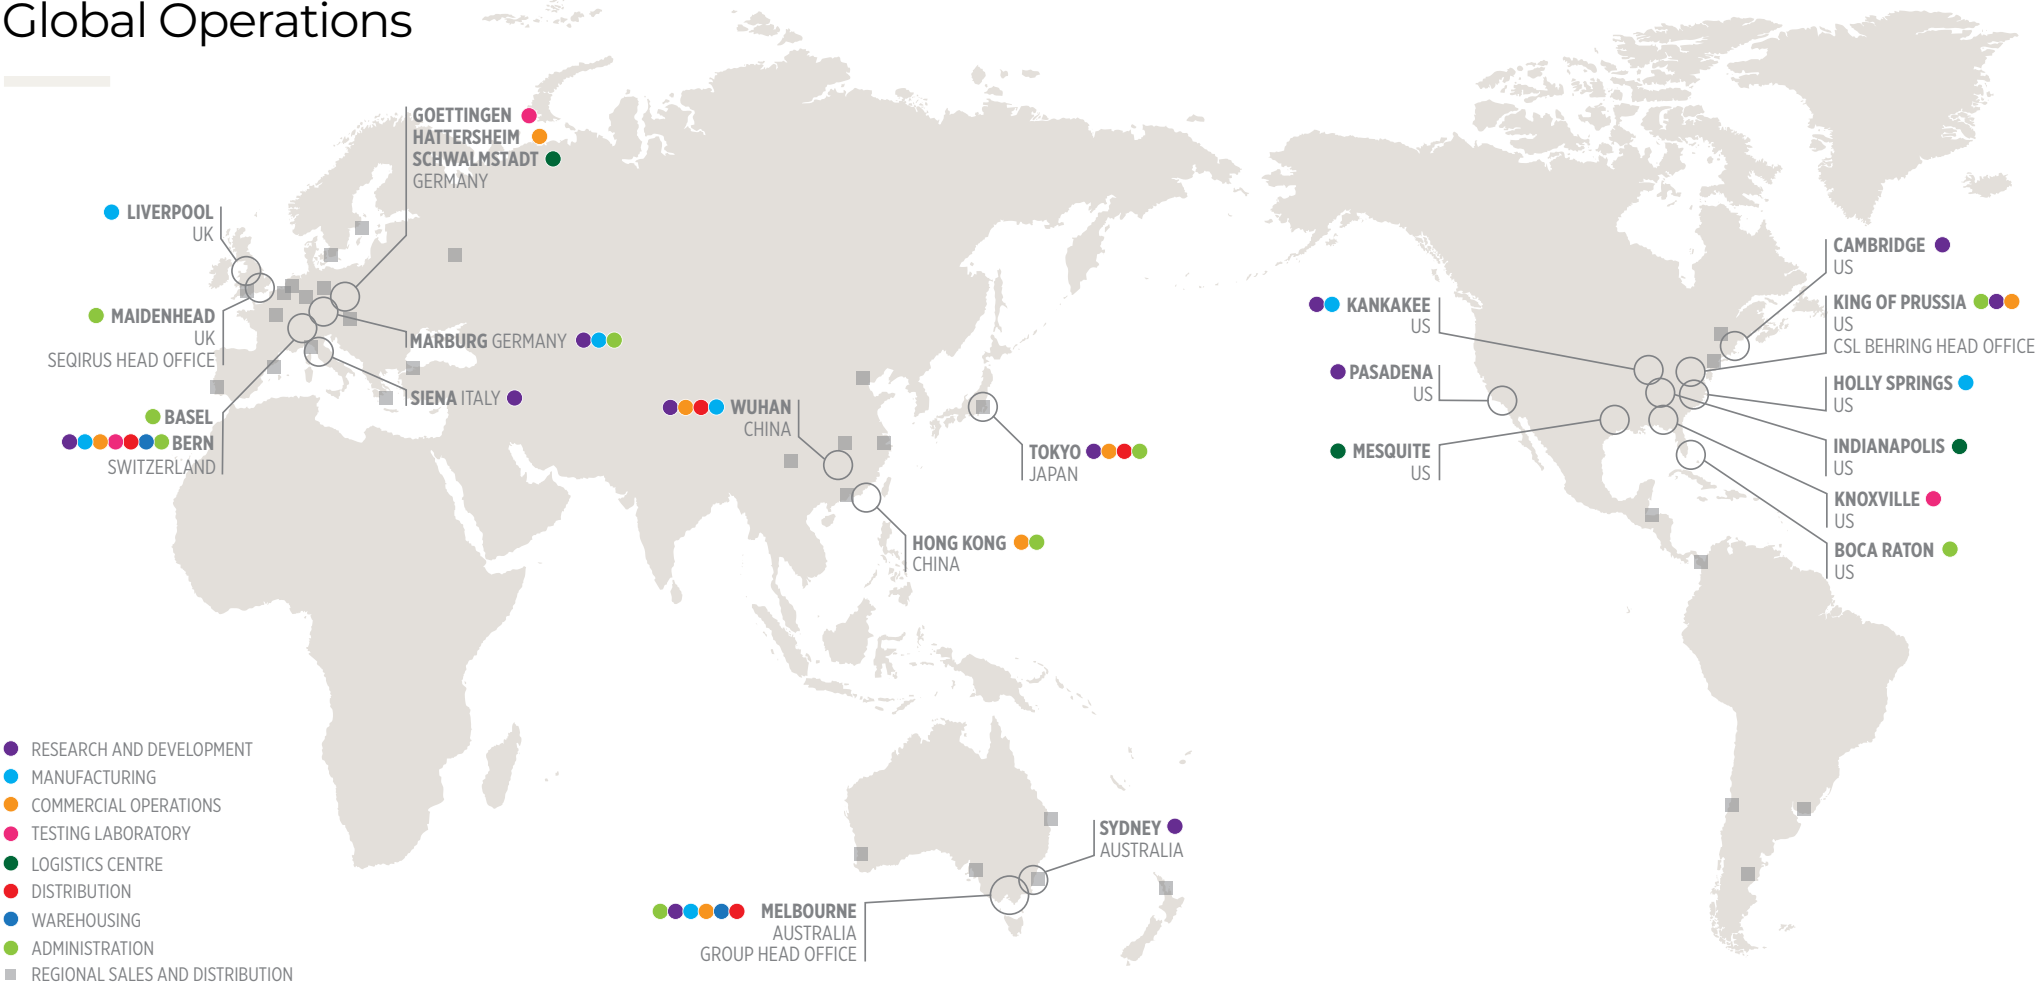 Global Operations
GOETTINGEN
HATTERSHEIM
SCHWALMSTADT
GERMANY
LIVERPOOL
UK
MAIDENHEAD
UK
SEQIRUS HEAD OFFICE
MARBURG GERMANY
SIENA ITALY
BASEL
BERN
SWITZERLAND
WUHAN
CHINA
TOKYO
JAPAN
HONG KONG
CHINA
KANKAKEE
US
PASADENA
US
MESQUITE
US
CAMBRIDGE
US
KING OF PRUSSIA
US
CSL BEHRING HEAD OFFICE
HOLLY SPRINGS
US
INDIANAPOLIS
US
KNOXVILLE
US
BOCA RATON
US
SYDNEY
AUSTRALIA
MELBOURNE
AUSTRALIA
GROUP HEAD OFFICE
RESEARCH AND DEVELOPMENT
MANUFACTURING
COMMERCIAL OPERATIONS
TESTING LABORATORY
LOGISTICS CENTRE
DISTRIBUTION
WAREHOUSING
ADMINISTRATION
REGIONAL SALES AND DISTRIBUTION